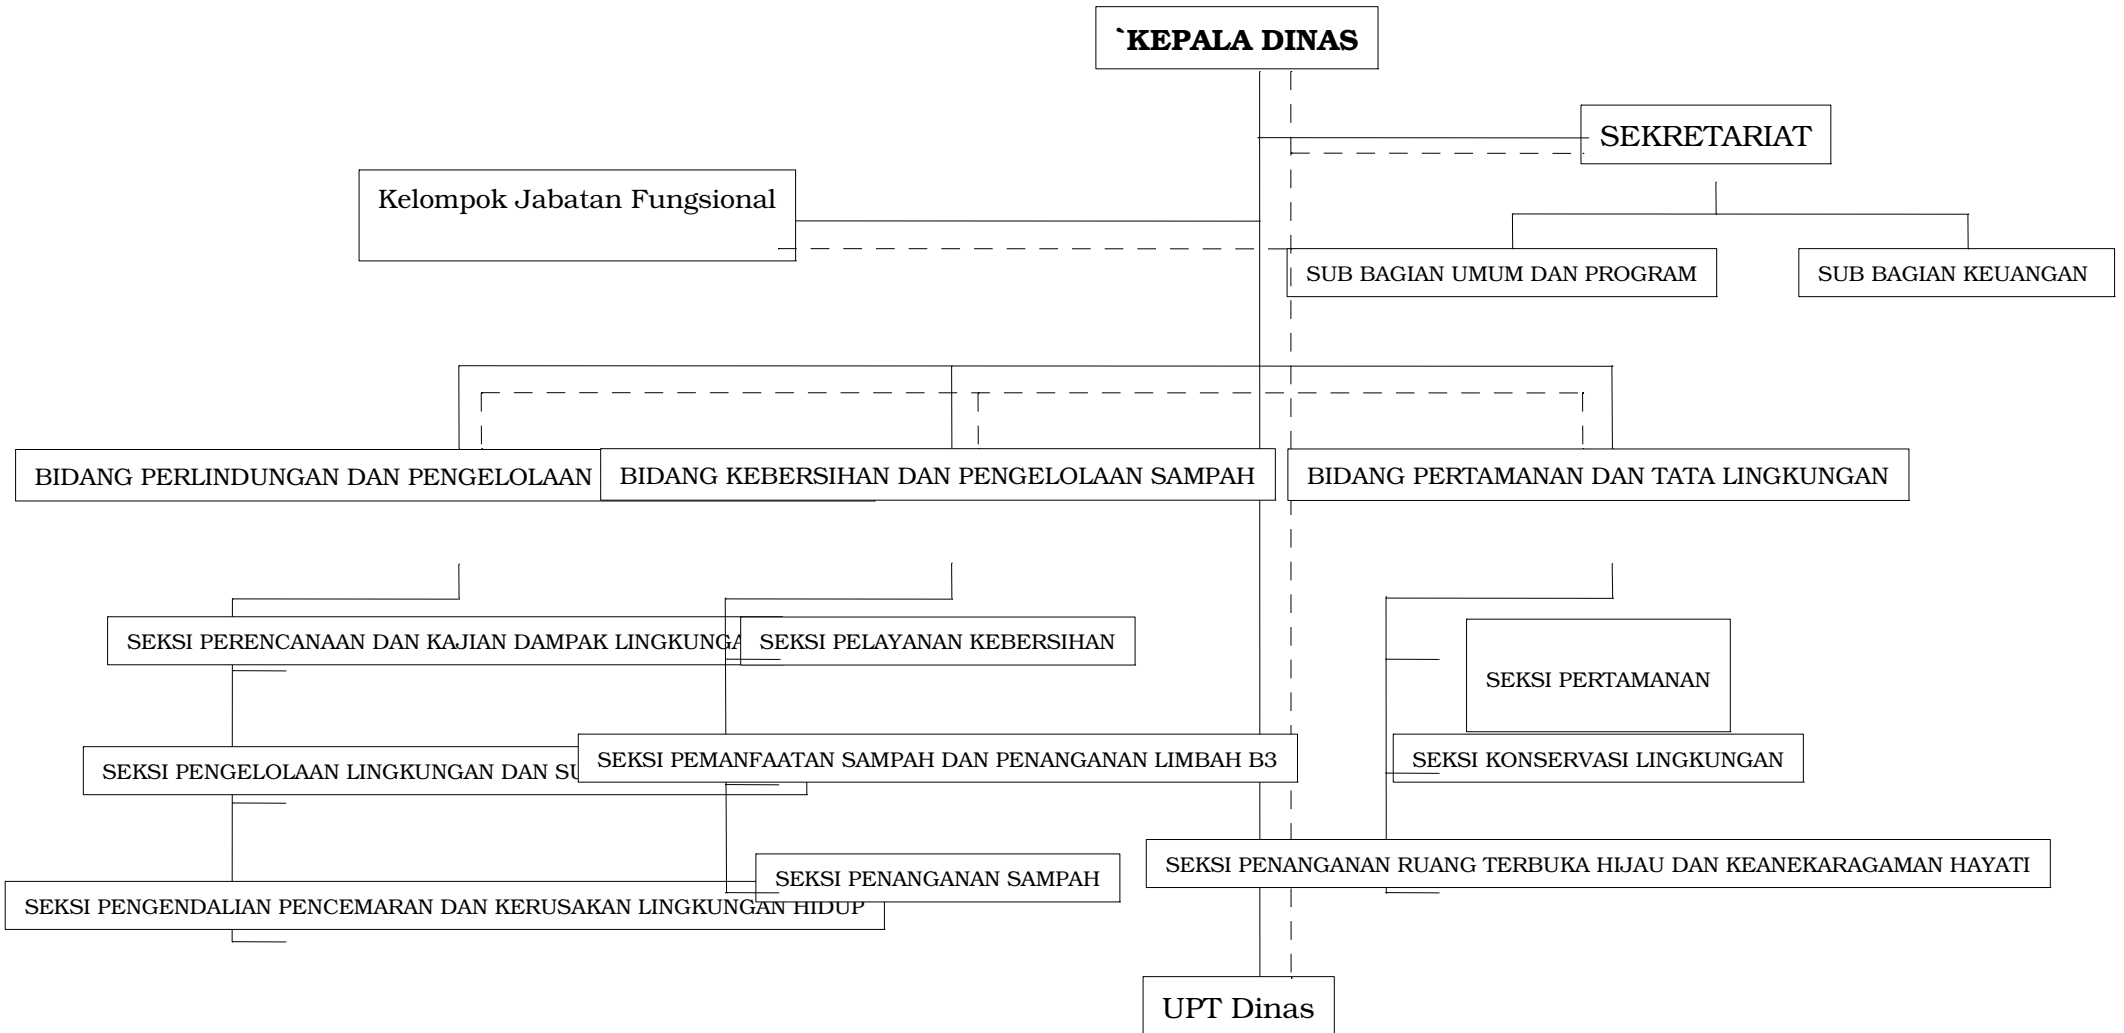 `KEPALA DINAS
SEKRETARIAT
Kelompok Jabatan Fungsional
SUB BAGIAN UMUM DAN PROGRAM
SUB BAGIAN KEUANGAN
BIDANG PERLINDUNGAN DAN PENGELOLAAN
BIDANG KEBERSIHAN DAN PENGELOLAAN SAMPAH
BIDANG PERTAMANAN DAN TATA LINGKUNGAN
SEKSI PERENCANAAN DAN KAJIAN DAMPAK
SEKSI PELAYANAN KEBERSIHAN
SEKSI PERTAMANAN
SEKSI PENGELOLAAN LINGKUNGAN DAN
SEKSI PEMANFAATAN SAMPAH DAN PENANGANAN LIMBAH B3
SEKSI KONSERVASI LINGKUNGAN
SEKSI PENANGANAN RUANG TERBUKA HIJAU DAN KEANEKARAGAMAN HAYATI
SEKSI PENANGANAN SAMPAH
SEKSI PENGENDALIAN PENCEMARAN DAN KERUSAKAN LINGKUNGAN HIDUP
UPT Dinas